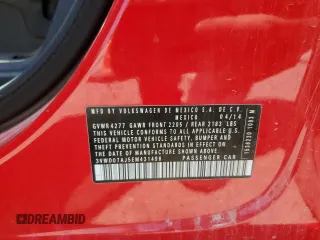 MFD BY VOLKSWAGEN DE MEXICO S.A. DE C.V.
MEXICO 04/14
GVWR 4277 GAWR FRONT 2205 / REAR 2183 LBS
THIS VEHICLE CONFORMS TO ALL APPLICABLE U.S.
FEDERAL MOTOR VEHICLE SAFETY,
BUMPER, AND THEFT PREVENTION STANDARDS
IN EFFECT ON THE DATE OF
MANUFACTURE SHOWN ABOVE
3VWD07AJ5EM431498 PASSENGER CAR
DREAMBID